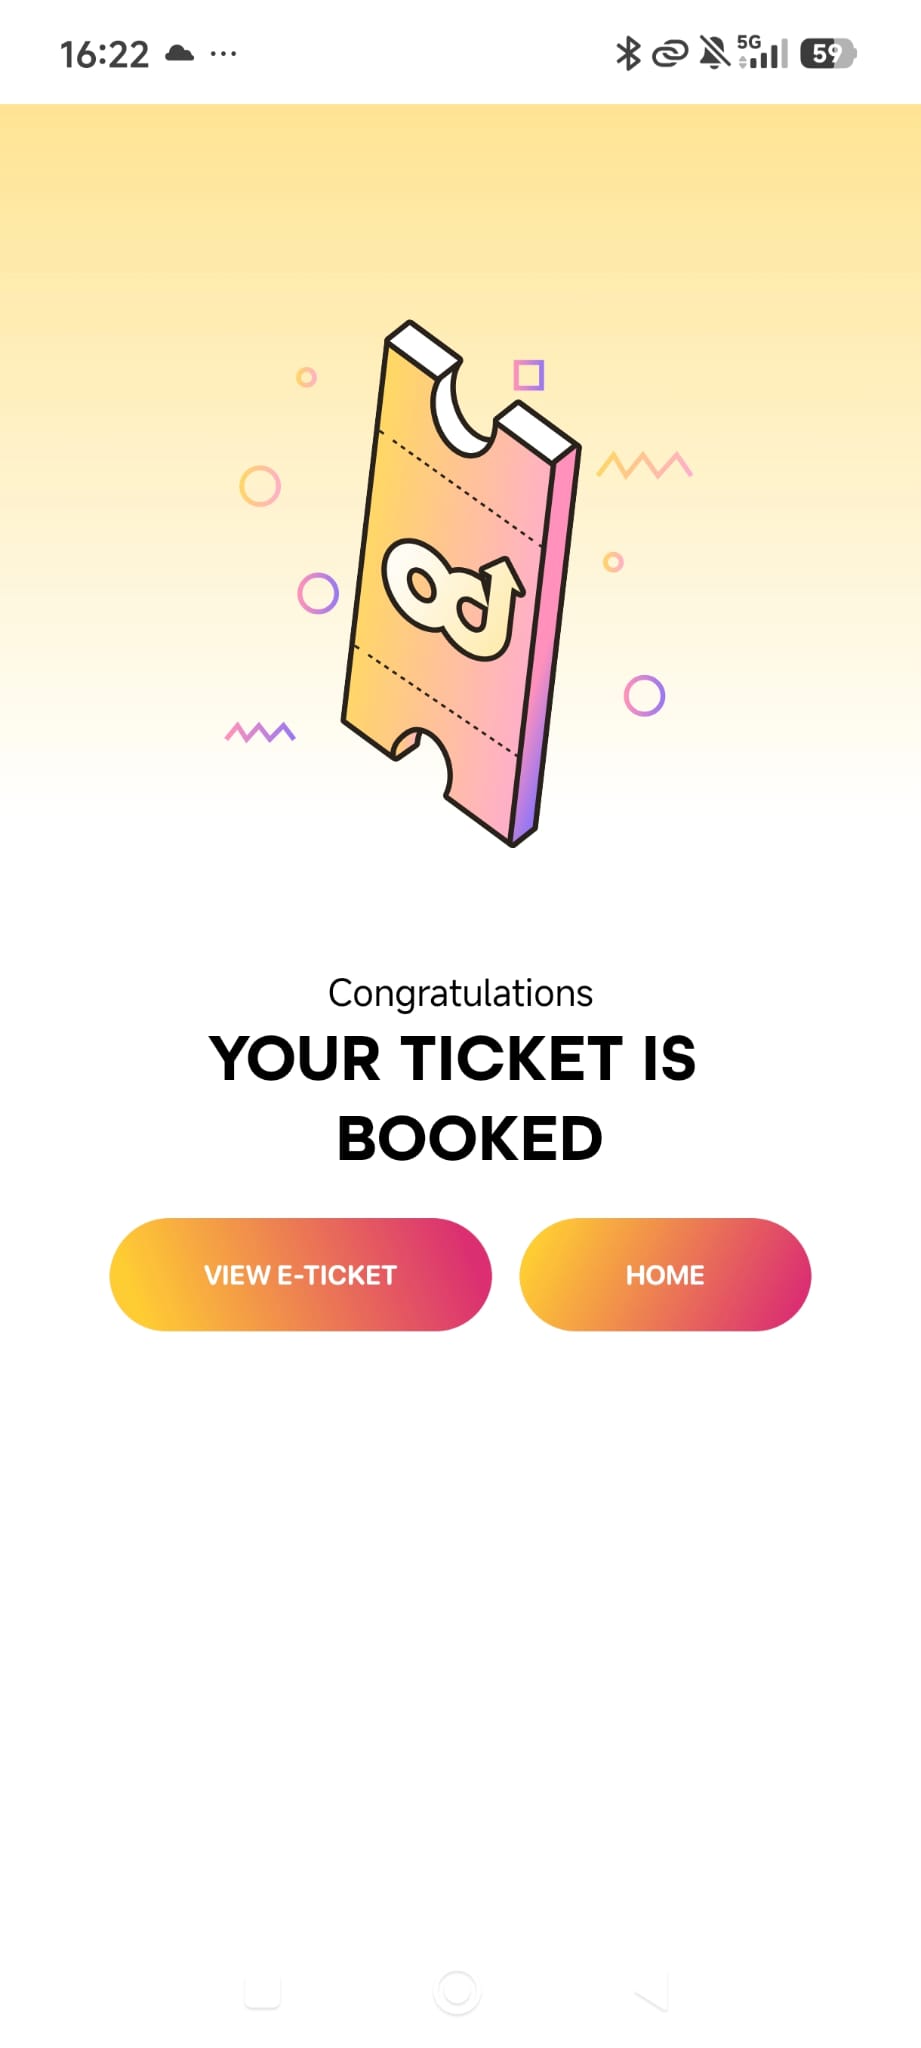 16:22 ...
5G 59
Congratulations
YOUR TICKET IS
BOOKED
VIEW E-TICKET
HOME